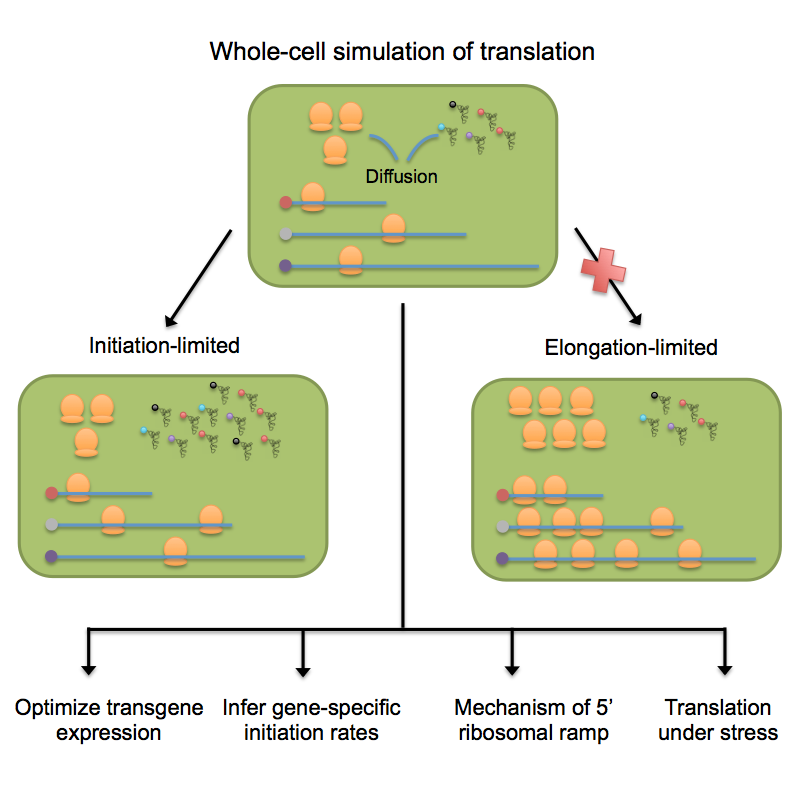 Whole-cell simulation of translation
Diffusion
Initiation-limited
Elongation-limited
Optimize transgene
expression
Infer gene-specific
initiation rates
Mechanism of 5’
ribosomal ramp
Translation
under stress